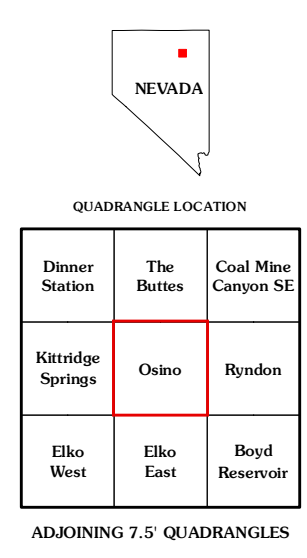 NEVADA
QUADRANGLE LOCATION
Dinner
Station
The
Buttes
Coal Mine
Canyon SE
Kittridge
Springs
Osino
Ryndon
Elko
West
Elko
East
Boyd
Reservoir
ADJOINING 7.5' QUADRANGLES